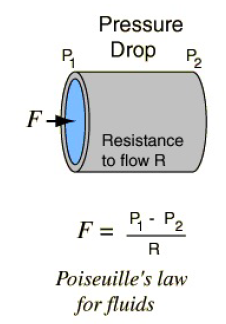 Pressure
Drop
P₁ P₂
F
Resistance
to flow R
F = P₁ - P₂
R
Poiseuille's law
for fluids